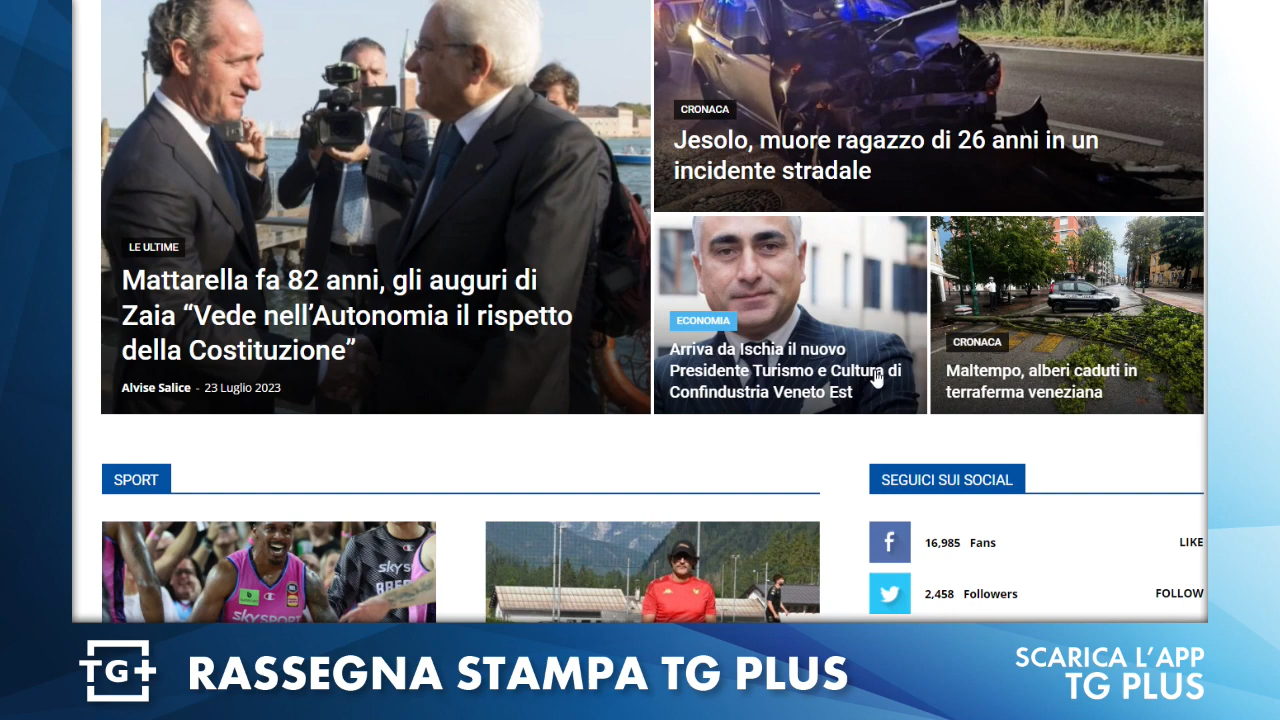 LE ULTIME
Mattarella fa 82 anni, gli auguri di
Zaia “Vede nell’Autonomia il rispetto
della Costituzione”
Alvise Salice - 23 Luglio 2023
CRONACA
Jesolo, muore ragazzo di 26 anni in un
incidente stradale
ECONOMIA
Arriva da Ischia il nuovo
Presidente Turismo e Cultura di
Confindustria Veneto Est
CRONACA
Maltempo, alberi caduti in
terraferma veneziana
SPORT
sky SPORT
sky
SEGUICI SUI SOCIAL
16,985 Fans LIKE
2,458 Followers FOLLOW
TG+
RASSEGNA STAMPA TG PLUS
SCARICA L’APP
TG PLUS